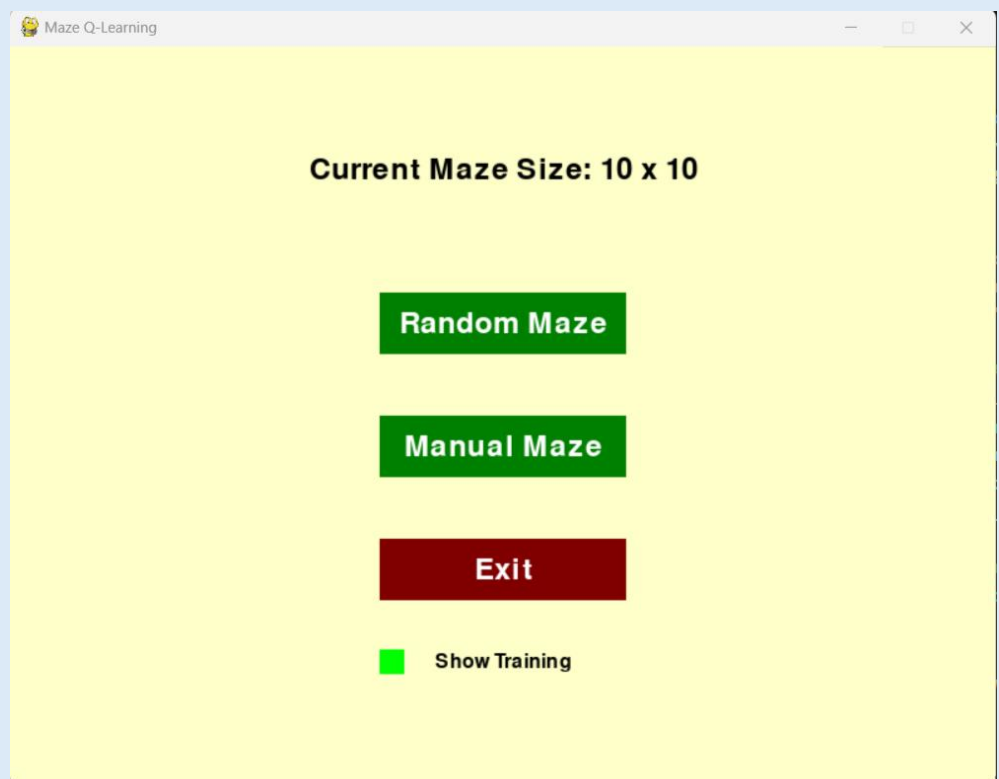 Maze Q-Learning
Current Maze Size: 10 x 10
Random Maze
Manual Maze
Exit
Show Training